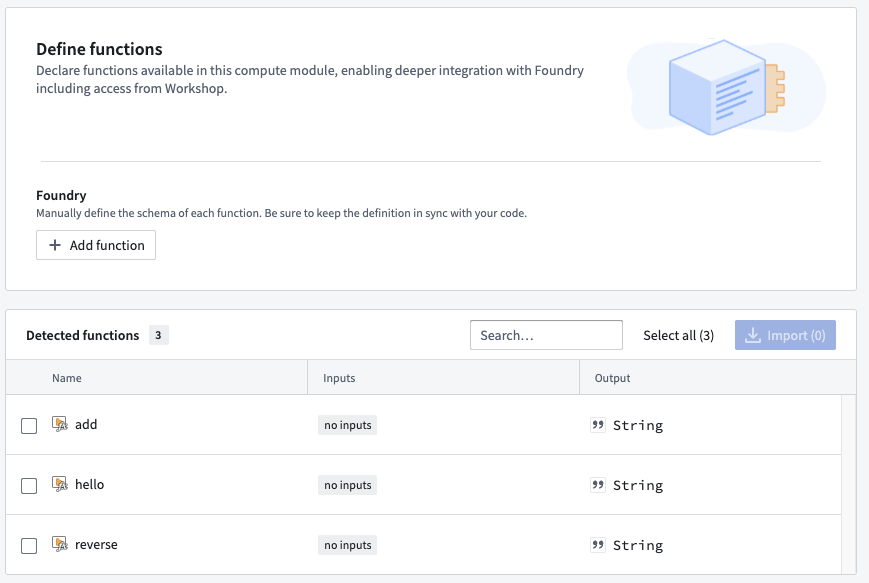 Define functions
Declare functions available in this compute module, enabling deeper integration with Foundry
including access from Workshop.
Foundry
Manually define the schema of each function. Be sure to keep the definition in sync with your code.
+ Add function
Detected functions 3 Search... Select all (3) Import (0)
Name Inputs Output
add no inputs String
hello no inputs String
reverse no inputs String